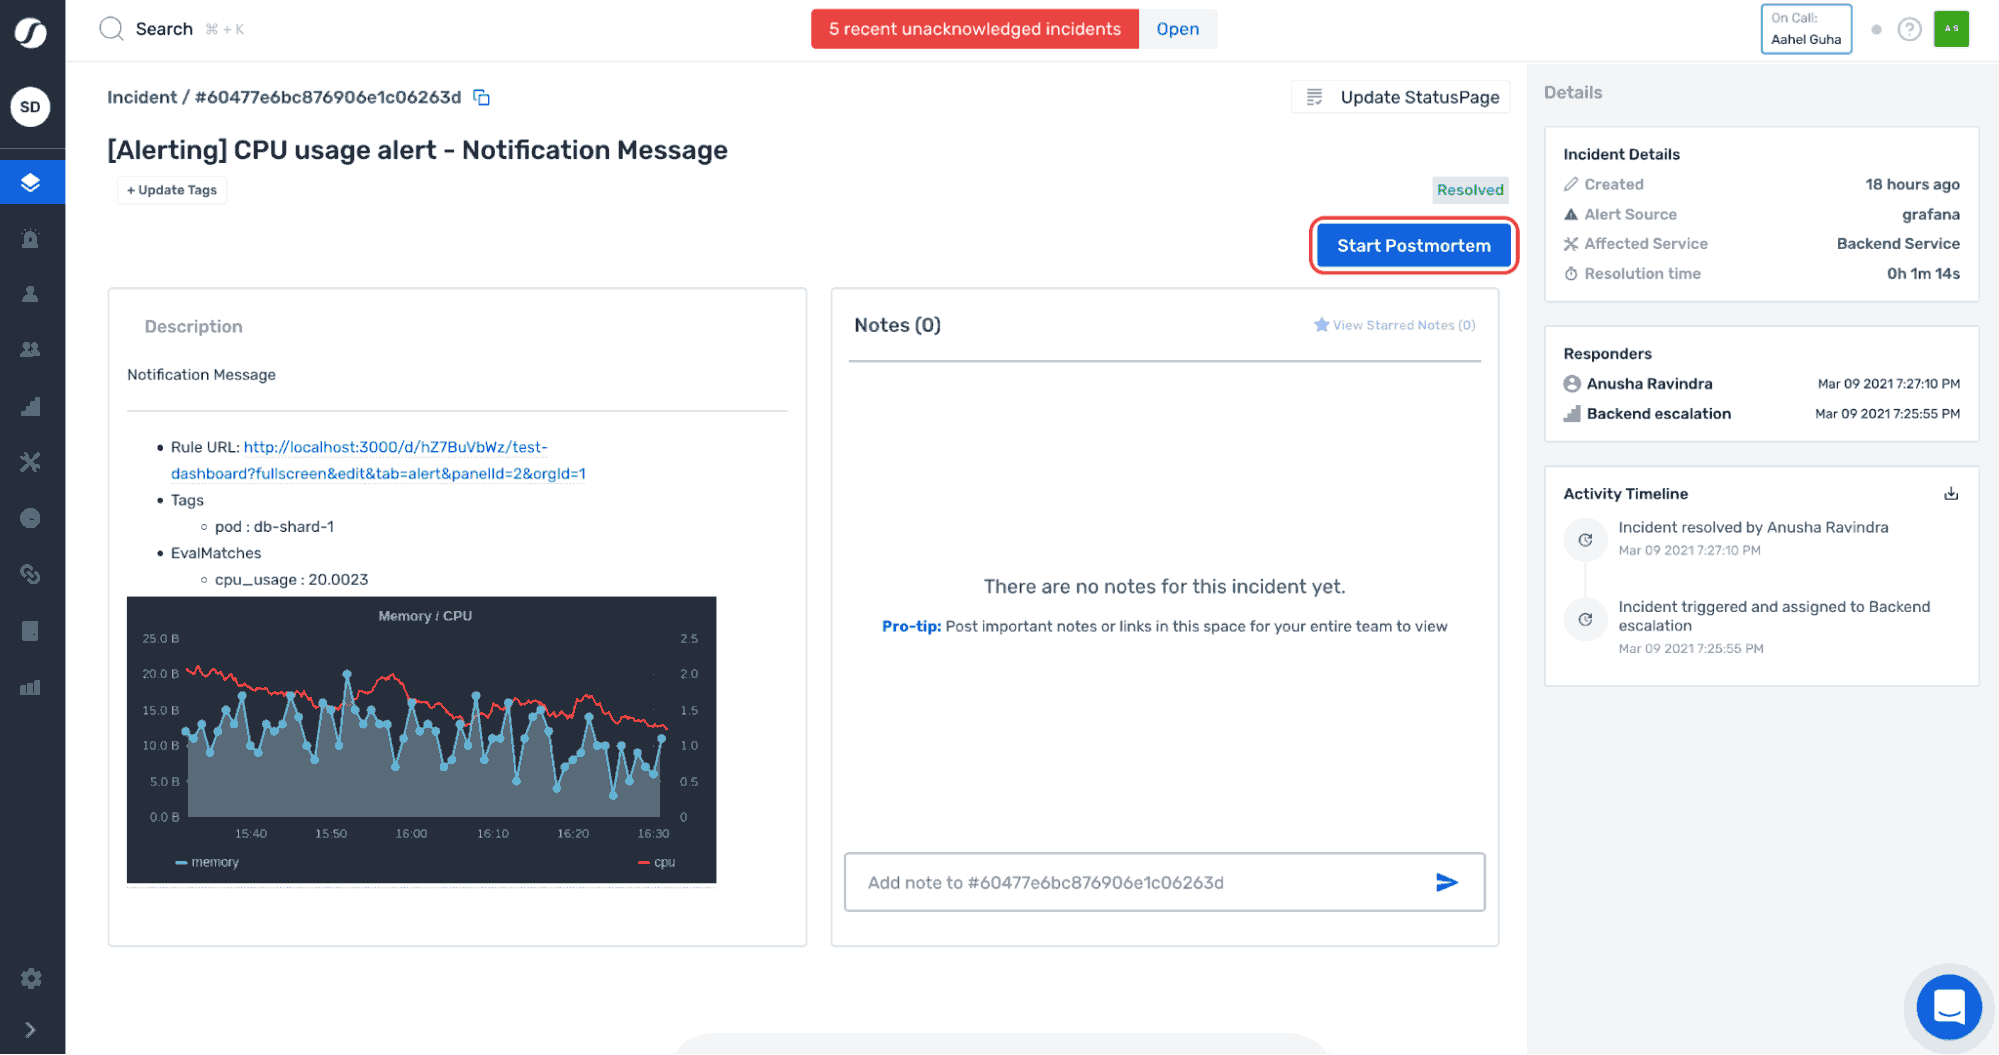 Search ⌘ + K
5 recent unacknowledged incidents
Open
On Call:
Aahel Guha
A S
SD
Incident / #60477e6bc876906e1c06263d
Update StatusPage
[Alerting] CPU usage alert - Notification Message
+ Update Tags
Resolved
Start Postmortem
Description
Notification Message
Rule URL: http://localhost:3000/d/hZ7BuVbWz/test-
dashboard?fullscreen&edit&tab=alert&panelId=2&orgId=1
Tags
pod : db-shard-1
EvalMatches
cpu_usage : 20.0023
Memory / CPU
25.0 B
20.0 B
15.0 B
10.0 B
5.0 B
0.0 B
2.5
2.0
1.5
1.0
0.5
0
15:40 15:50 16:00 16:10 16:20 16:30
memory
cpu
Notes (0)
View Starred Notes (0)
There are no notes for this incident yet.
Pro-tip: Post important notes or links in this space for your entire team to view
Add note to #60477e6bc876906e1c06263d
Details
Incident Details
Created 18 hours ago
Alert Source grafana
Affected Service Backend Service
Resolution time 0h 1m 14s
Responders
Anusha Ravindra Mar 09 2021 7:27:10 PM
Backend escalation Mar 09 2021 7:25:55 PM
Activity Timeline
Incident resolved by Anusha Ravindra
Mar 09 2021 7:27:10 PM
Incident triggered and assigned to Backend
escalation
Mar 09 2021 7:25:55 PM